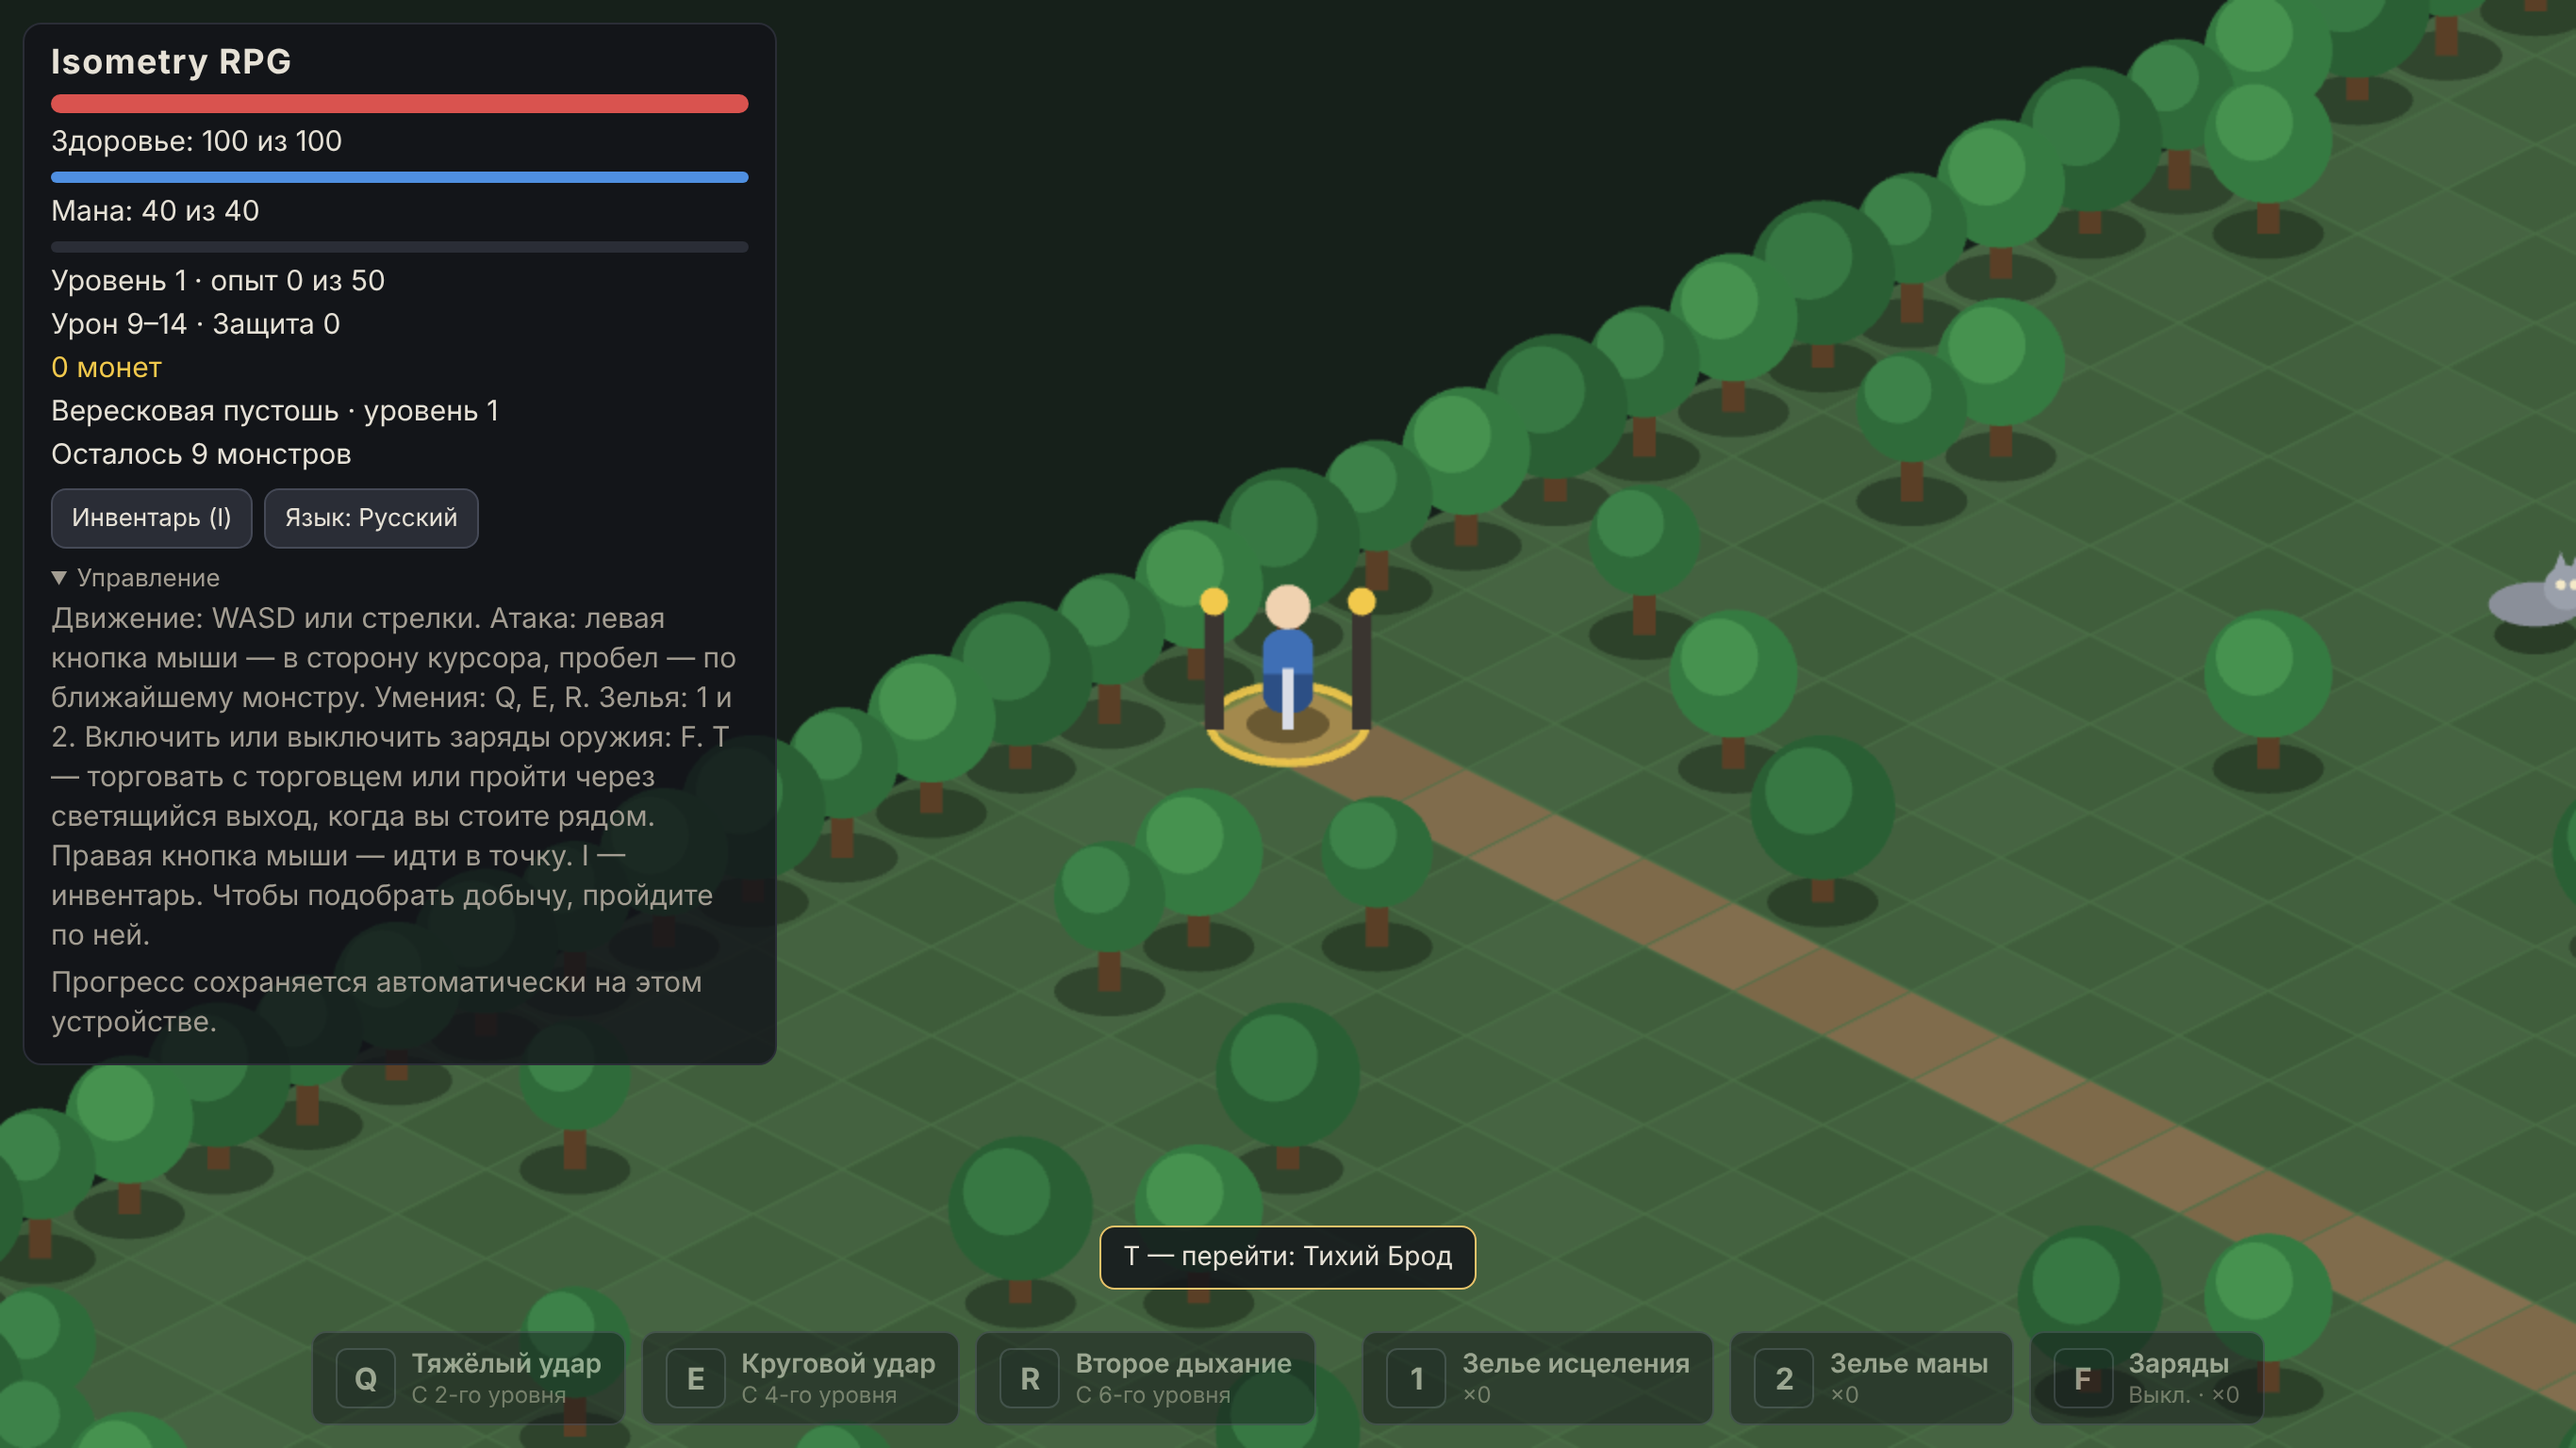 Isometry RPG
Здоровье: 100 из 100
Мана: 40 из 40
Уровень 1 · опыт 0 из 50
Урон 9–14 · Защита 0
0 монет
Вересковая пустошь · уровень 1
Осталось 9 монстров
Инвентарь (I)
Язык: Русский
▼ Управление
Движение: WASD или стрелки. Атака: левая
кнопка мыши — в сторону курсора, пробел — по
ближайшему монстру. Умения: Q, E, R. Зелья: 1 и
2. Включить или выключить заряды оружия: F. T
— торговать с торговцем или пройти через
светящийся выход, когда вы стоите рядом.
Правая кнопка мыши — идти в точку. I —
инвентарь. Чтобы подобрать добычу, пройдите
по ней.
Прогресс сохраняется автоматически на этом
устройстве.
T — перейти: Тихий Брод
Q
Тяжёлый удар
С 2-го уровня
E
Круговой удар
С 4-го уровня
R
Второе дыхание
С 6-го уровня
1
Зелье исцеления
×0
2
Зелье маны
×0
F
Заряды
Выкл. · ×0